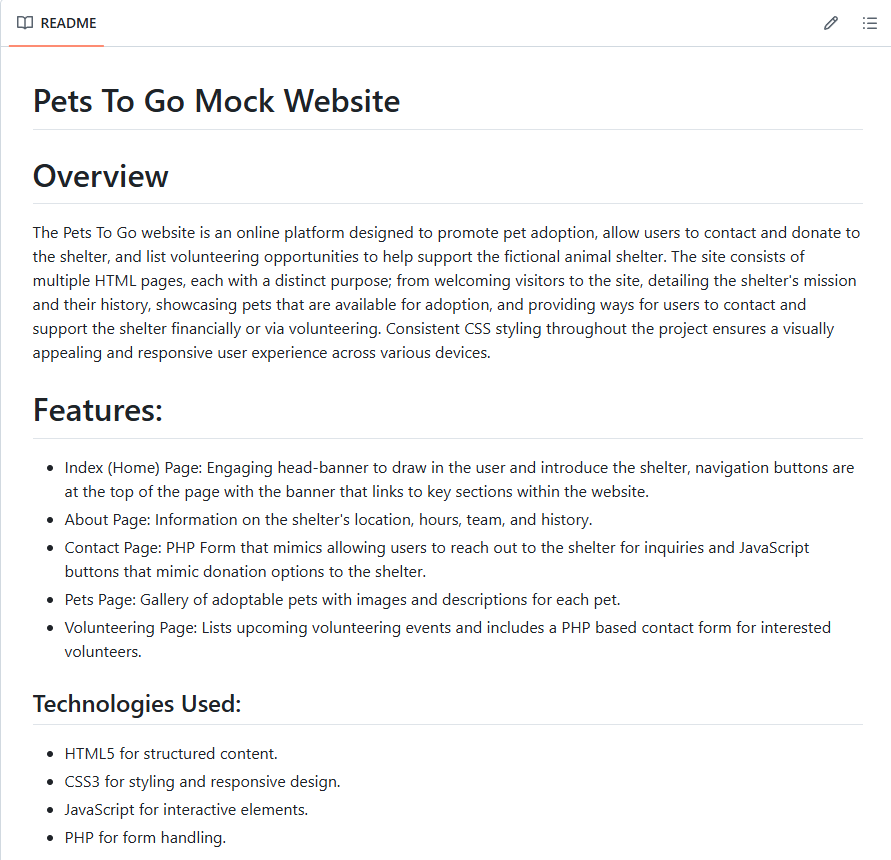 README
Pets To Go Mock Website
Overview
The Pets To Go website is an online platform designed to promote pet adoption, allow users to contact and donate to
the shelter, and list volunteering opportunities to help support the fictional animal shelter. The site consists of
multiple HTML pages, each with a distinct purpose; from welcoming visitors to the site, detailing the shelter's mission
and their history, showcasing pets that are available for adoption, and providing ways for users to contact and
support the shelter financially or via volunteering. Consistent CSS styling throughout the project ensures a visually
appealing and responsive user experience across various devices.
Features:
• Index (Home) Page: Engaging head-banner to draw in the user and introduce the shelter, navigation buttons are
at the top of the page with the banner that links to key sections within the website.
• About Page: Information on the shelter's location, hours, team, and history.
• Contact Page: PHP Form that mimics allowing users to reach out to the shelter for inquiries and JavaScript
buttons that mimic donation options to the shelter.
• Pets Page: Gallery of adoptable pets with images and descriptions for each pet.
• Volunteering Page: Lists upcoming volunteering events and includes a PHP based contact form for interested
volunteers.
Technologies Used:
• HTML5 for structured content.
• CSS3 for styling and responsive design.
• JavaScript for interactive elements.
• PHP for form handling.